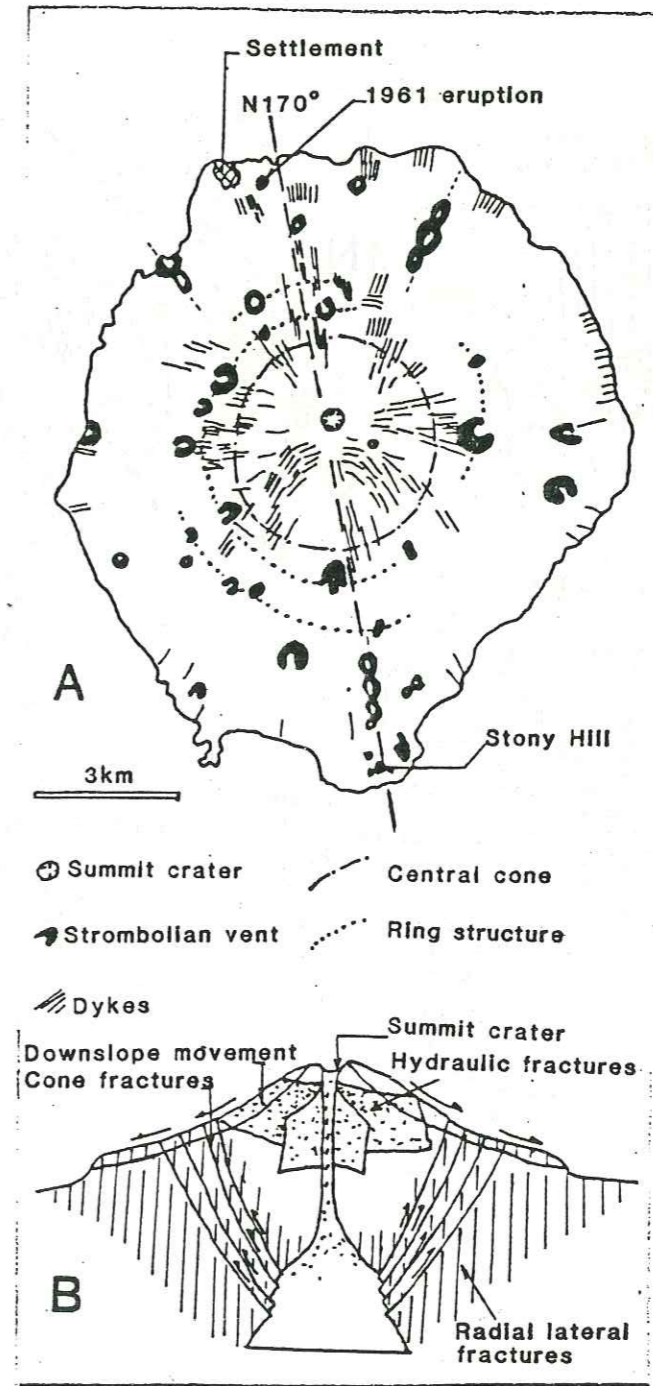 Settlement
N170°
1961 eruption
A
Stony Hill
3km
Summit crater
Central cone
Strombolian vent
Ring structure
Dykes
Summit crater
Downslope movement
Hydraulic fractures
Cone fractures
B
Radial lateral
fractures